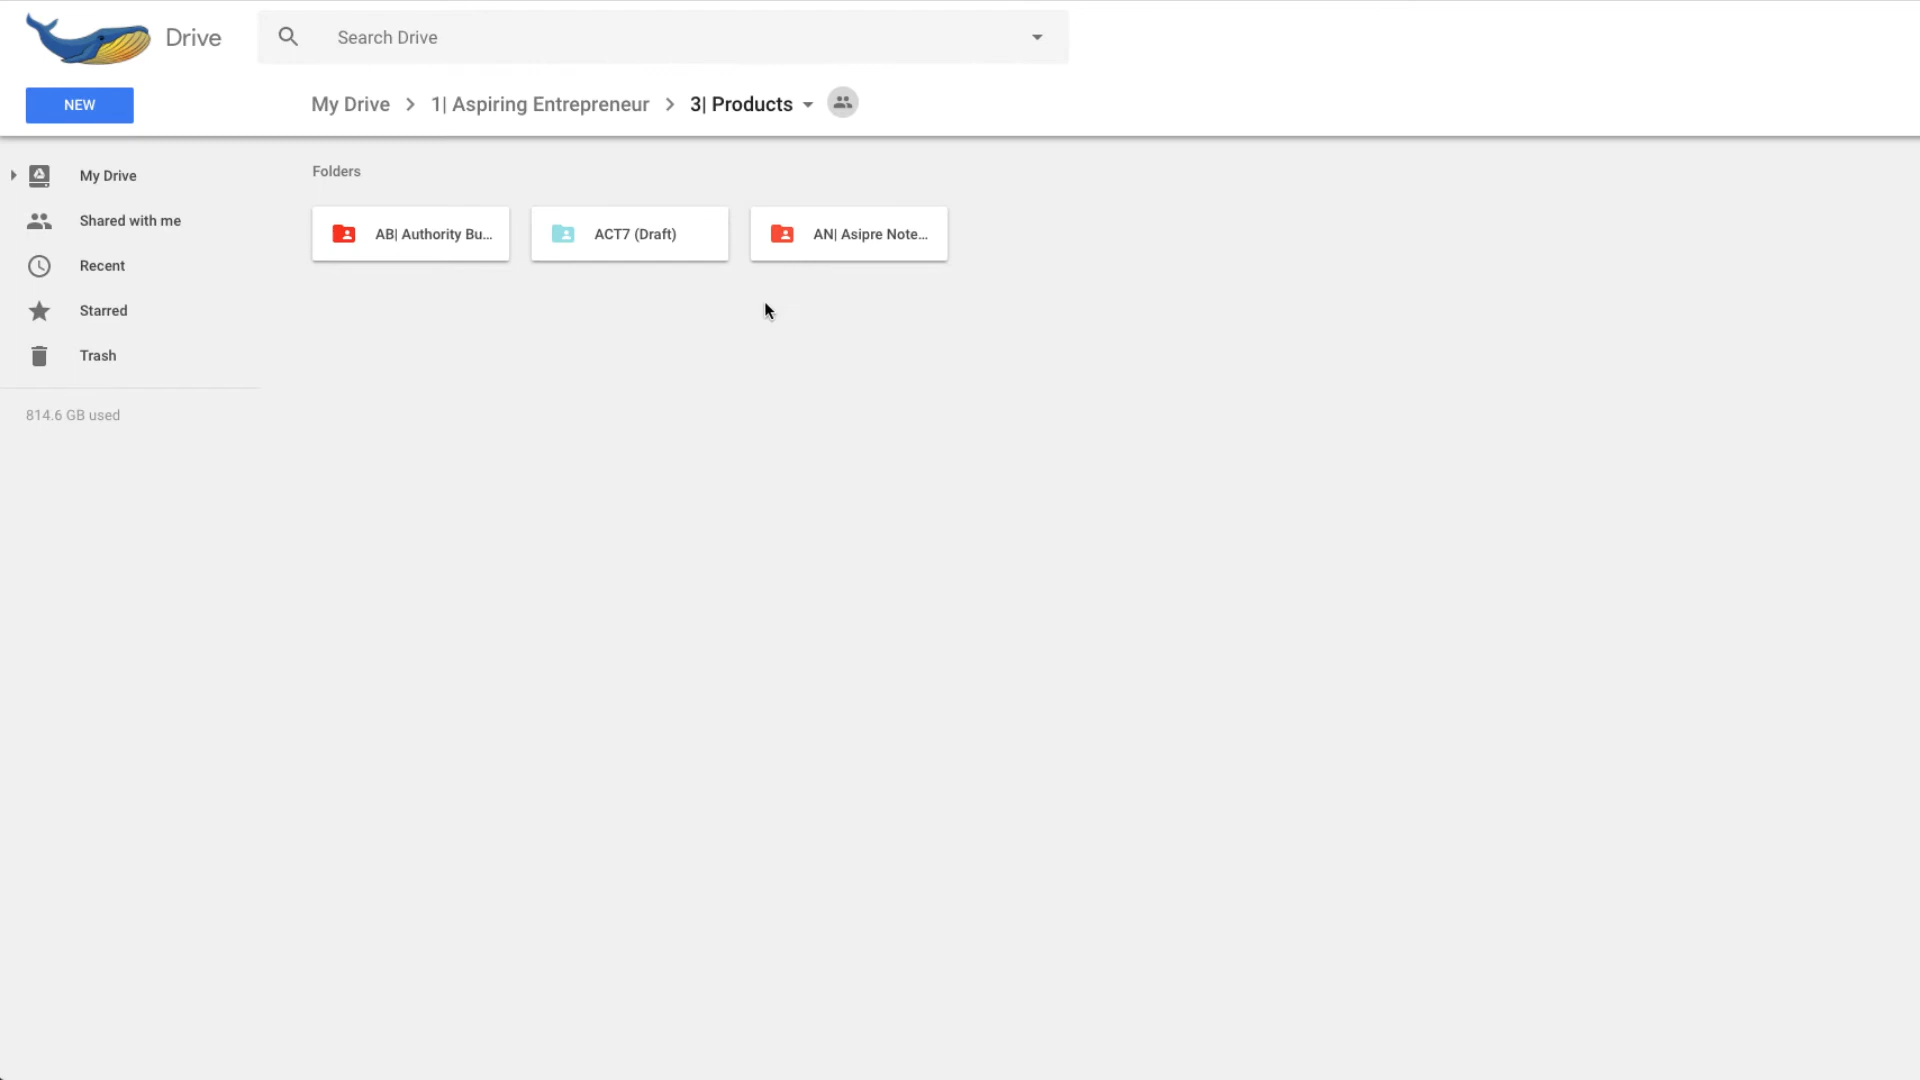 Drive
Search Drive
NEW
My Drive
1| Aspiring Entrepreneur
3| Products
My Drive
Shared with me
Recent
Starred
Trash
814.6 GB used
Folders
AB| Authority Bu...
ACT7 (Draft)
AN| Asipre Note...